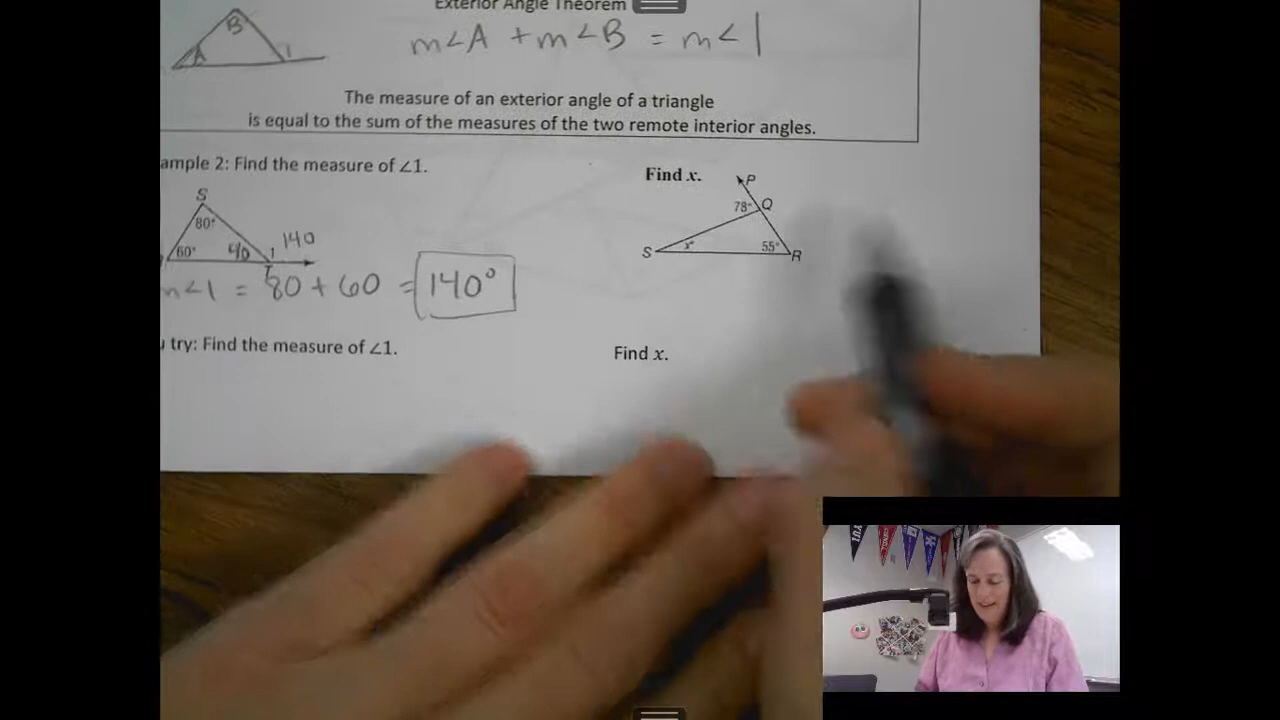 Exterior Angle Theorem
B
A
1
m∠A + m∠B = m∠1
The measure of an exterior angle of a triangle
is equal to the sum of the measures of the two remote interior angles.
ample 2: Find the measure of ∠1.
S
80°
60°
40
1
140
m∠1 = 80 + 60 = 140°
Find x.
P
78°
Q
S
x°
55°
R
try: Find the measure of ∠1.
Find x.